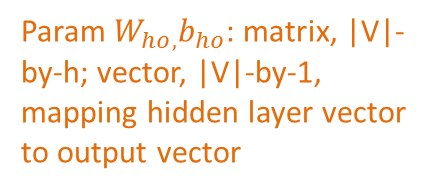 Param W_{ho,} b_{ho}: matrix, |V|-
by-h; vector, |V|-by-1,
mapping hidden layer vector
to output vector